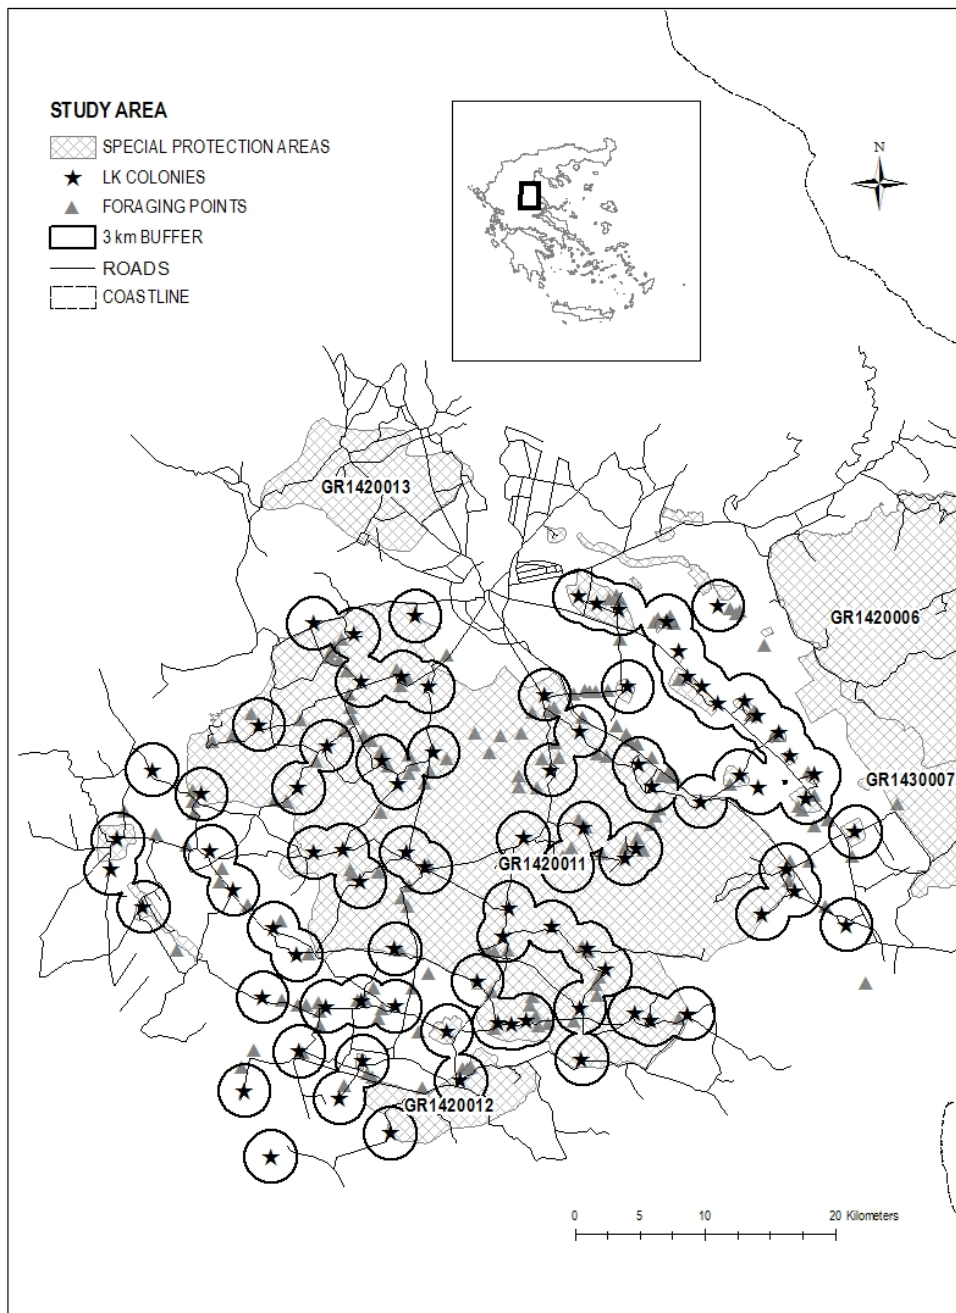 STUDY AREA
SPECIAL PROTECTION AREAS
LK COLONIES
FORAGING POINTS
3 km BUFFER
ROADS
COASTLINE
N
GR1420013
GR1420006
GR1430007
GR1420011
GR1420012
0 5 10 20 Kilometers